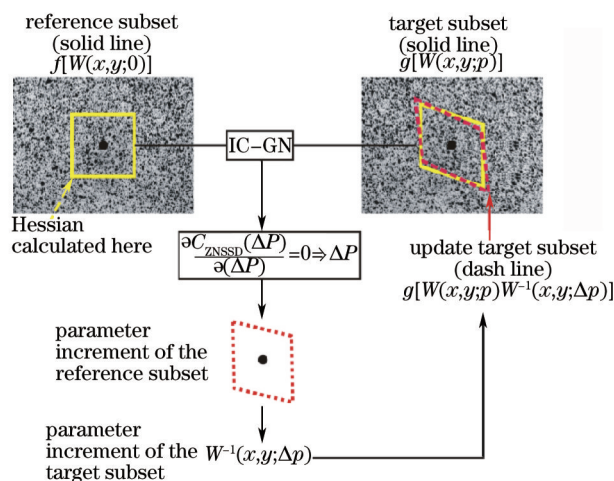 reference subset
(solid line)
f[W(x,y;0)]
target subset
(solid line)
g[W(x,y;p)]
IC-GN
Hessian
calculated here
∂C_ZNSSD(ΔP)
∂(ΔP)
=0⇒ΔP
update target subset
(dash line)
g[W(x,y;p)W⁻¹(x,y;Δp)]
parameter
increment of the
reference subset
parameter
increment of the
target subset
W⁻¹(x,y;Δp)